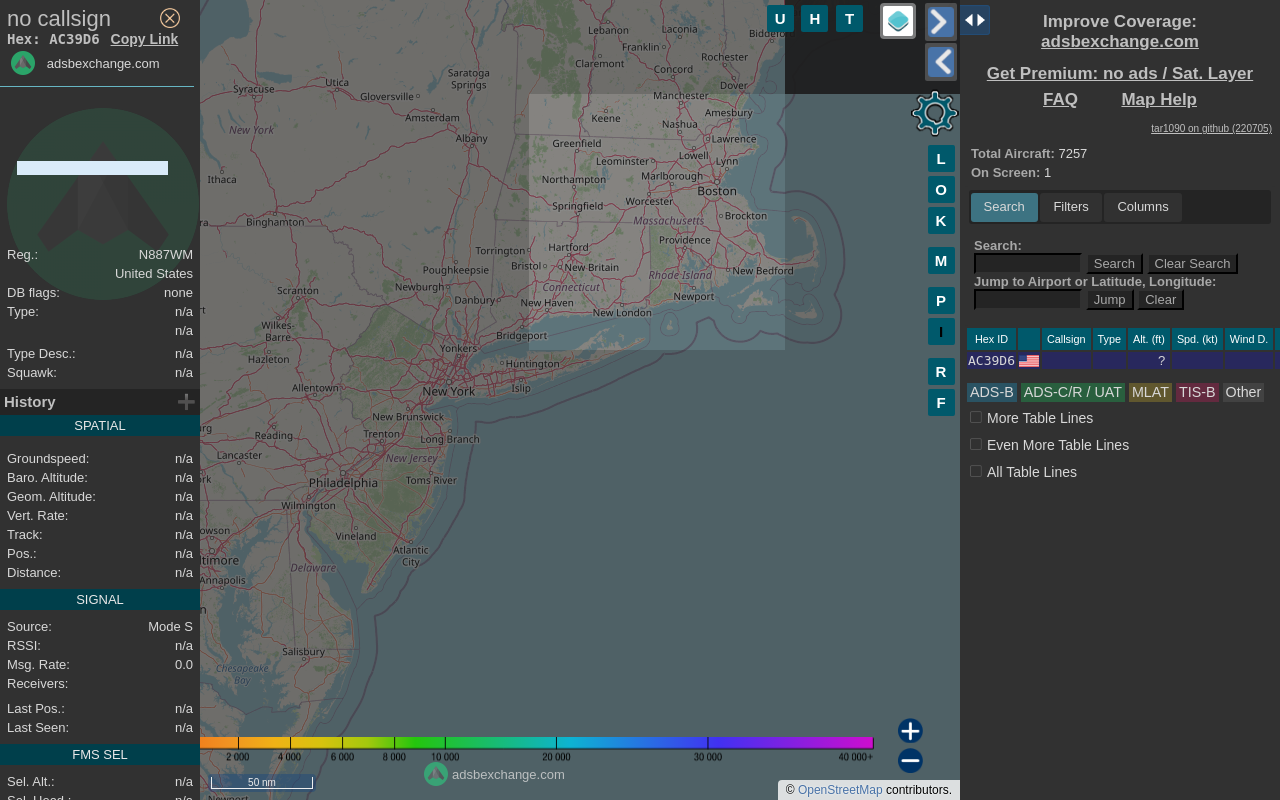 no callsign
Hex: AC39D6 Copy Link
adsbexchange.com
Reg.: N887WM
United States
DB flags: none
Type: n/a
n/a
Type Desc.: n/a
Squawk: n/a
History
SPATIAL
Groundspeed: n/a
Baro. Altitude: n/a
Geom. Altitude: n/a
Vert. Rate: n/a
Track: n/a
Pos.: n/a
Distance: n/a
SIGNAL
Source: Mode S
RSSI: n/a
Msg. Rate: 0.0
Receivers:
Last Pos.: n/a
Last Seen: n/a
FMS SEL
Sel. Alt.: n/a
U H T
L
O
K
M
P
I
R
F
Lebanon
Laconia
Franklin
Claremont
Rochester
Concord
Dover
Manchester
Saratoga
Springs
Utica
Syracuse
Gloversville
Amsterdam
Keene
Amesbury
Nashua
New York
Albany
Greenfield
Lawrence
Lowell
Leominster
Lynn
Ithaca
Northampton
Marlborough
Boston
Worcester
Springfield
Binghamton
Massachusetts
Brockton
Providence
Hartford
Torrington
Bristol
New Britain
New Bedford
Poughkeepsie
Rhode Island
Connecticut
Newburgh
Scranton
Danbury
New Haven
Newport
New London
Wilkes-
Barre
Bridgeport
Hazleton
Yonkers
Huntington
Allentown
New York
Islip
New Brunswick
Reading
Trenton
Long Branch
New Jersey
Lancaster
Philadelphia
Toms River
Wilmington
Vineland
Atlantic
City
Delaware
Annapolis
Salisbury
Chesapeake
Bay
2 000 4 000 6 000 8 000 10 000 20 000 30 000 40 000+
50 nm
adsbexchange.com
© OpenStreetMap contributors.
Improve Coverage:
adsbexchange.com
Get Premium: no ads / Sat. Layer
FAQ Map Help
tar1090 on github (220705)
Total Aircraft: 7257
On Screen: 1
Search Filters Columns
Search:
Search Clear Search
Jump to Airport or Latitude, Longitude:
Jump Clear
Hex ID Callsign Type Alt. (ft) Spd. (kt) Wind D.
AC39D6 ?
ADS-B ADS-C/R / UAT MLAT TIS-B Other
More Table Lines
Even More Table Lines
All Table Lines